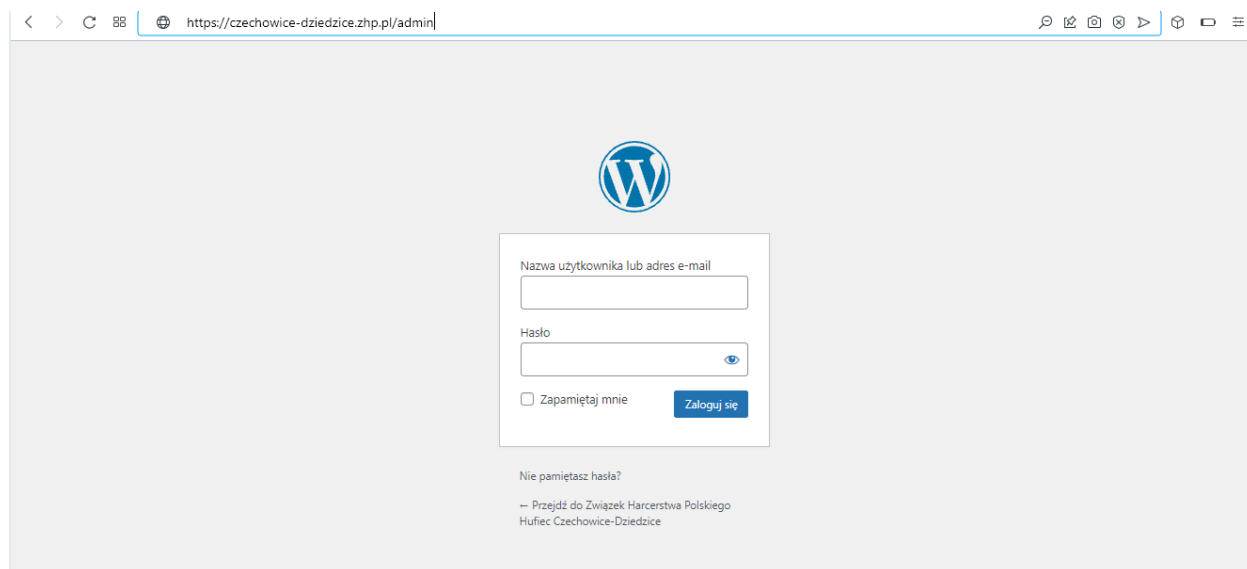 https://czechowice-dziedzice.zhp.pl/admin
Nazwa użytkownika lub adres e-mail
Hasło
Zapamiętaj mnie
Zaloguj się
Nie pamiętasz hasła?
← Przejdź do Związek Harcerstwa Polskiego
Hufiec Czechowice-Dziedzice